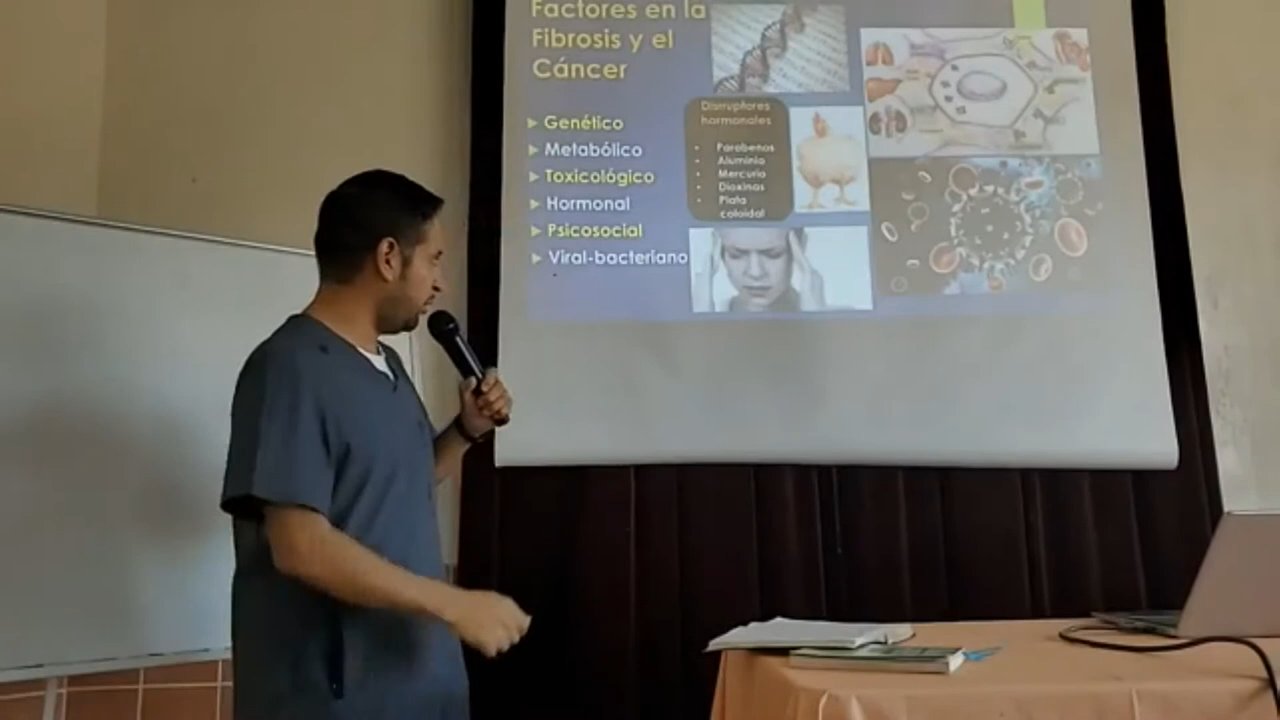 Factores en la
Fibrosis y el
Cáncer
Genético
Metabólico
Toxicológico
Hormonal
Psicosocial
Viral-bacteriano
Disruptores
hormonales
Parabenos
Aluminio
Mercurio
Dioxinas
Plata
coloidal